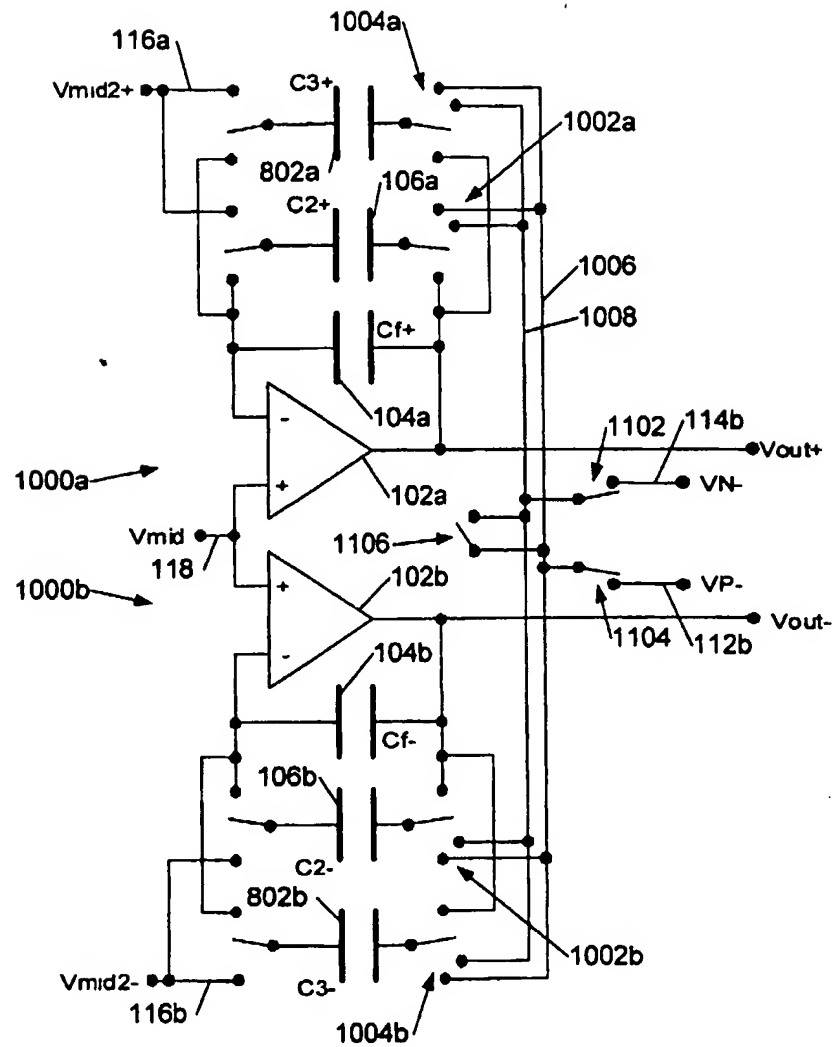 1004a
116a
C3+
Vmid2+
1002a
802a
106a
C2+
1006
1008
Cf+
104a
1102
114b
-
Vout+
1000a
102a
VN-
+
Vmid
1106
118
102b
1000b
+
VP-
Vout-
1104
112b
-
104b
Cf-
106b
C2-
802b
1002b
Vmid2-
C3-
116b
1004b